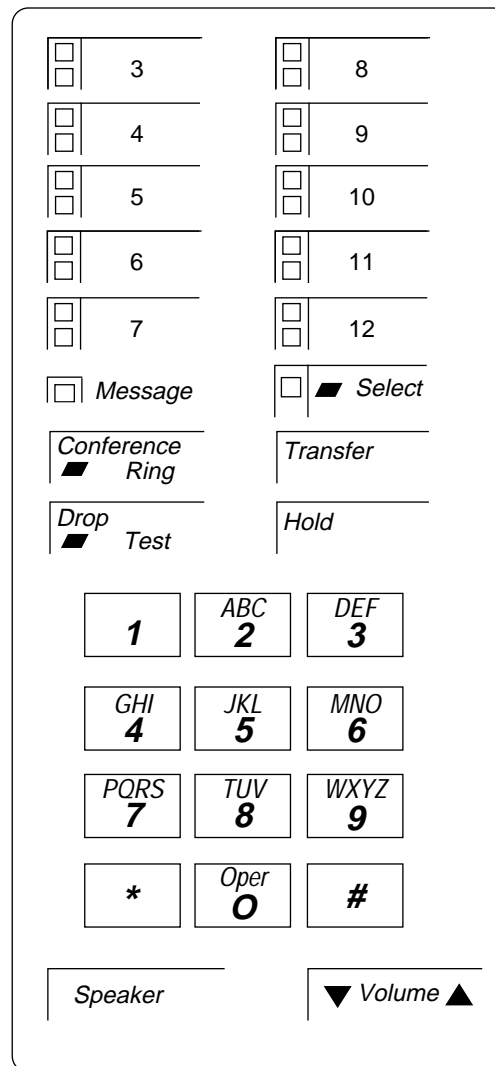 3 8
4 9
5 10
6 11
7 12
Message Select
Conference Transfer
Ring
Drop Hold
Test
ABC DEF
1 2 3
GHI JKL MNO
4 5 6
PQRS TUV WXYZ
7 8 9
Oper
* O #
Speaker ▼ Volume ▲